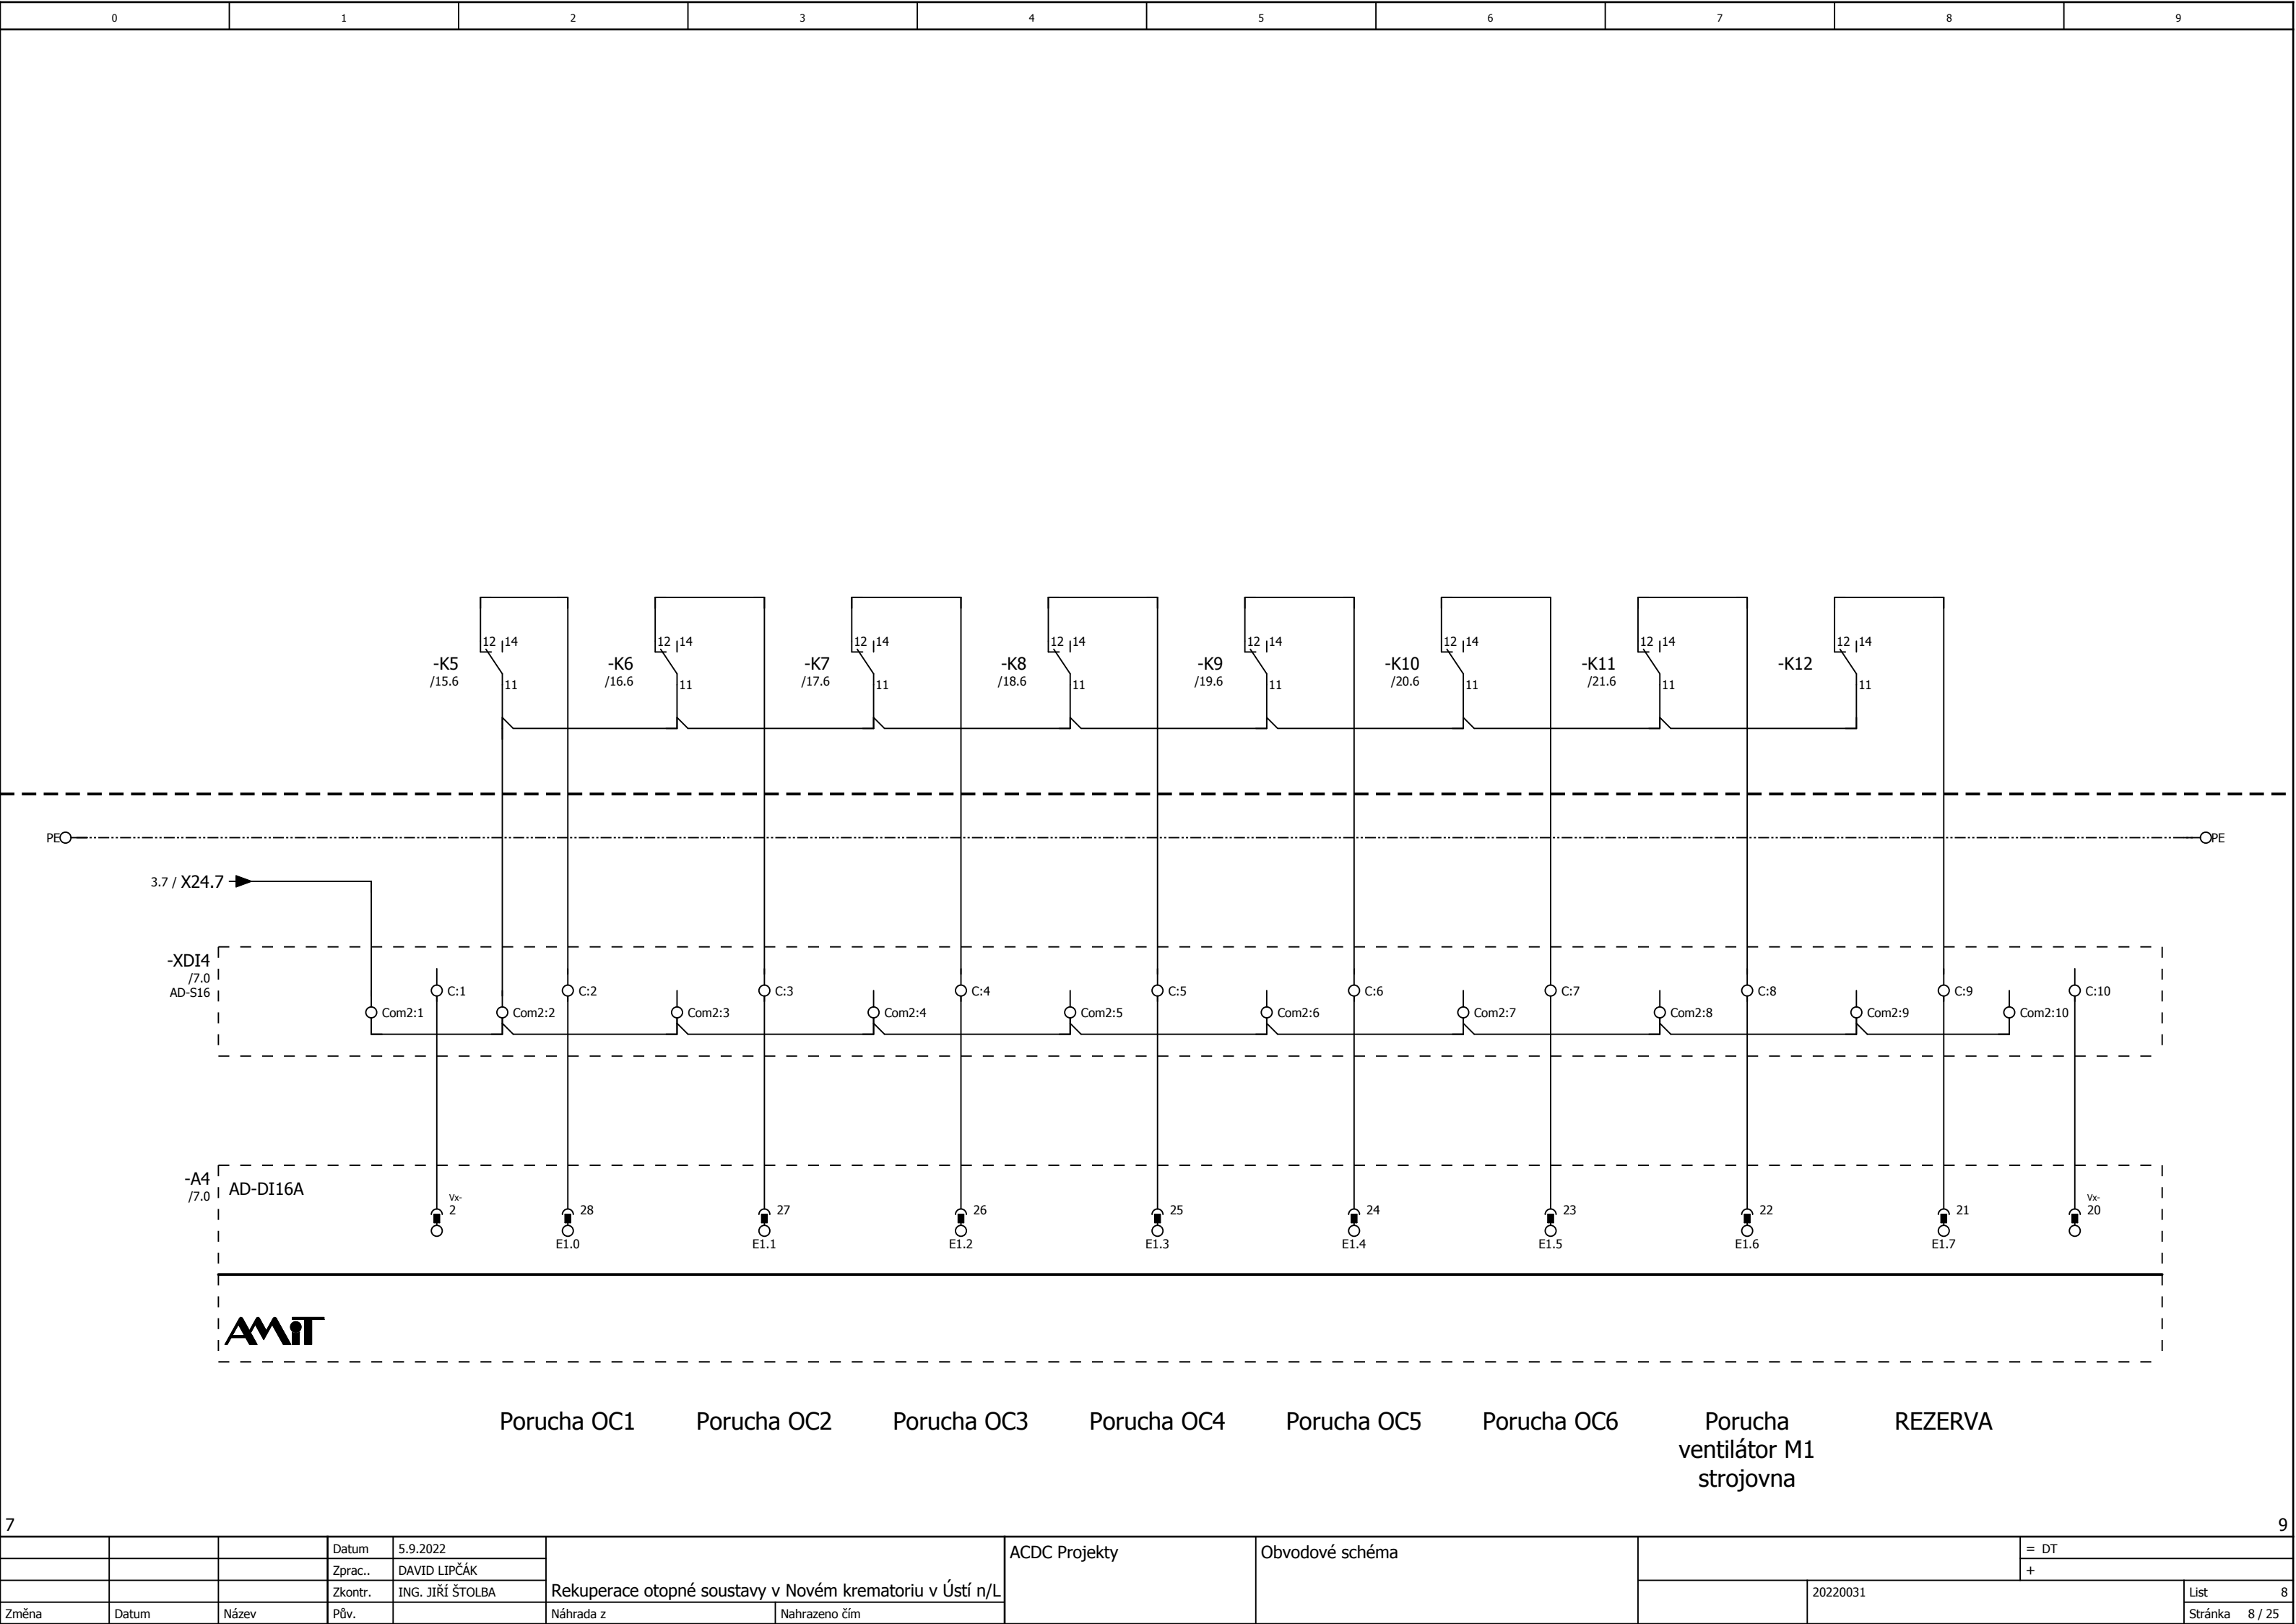 0 1 2 3 4 5 6 7 8 9
12 14 12 14 12 14 12 14 12 14 12 14 12 14 12 14
-K5 -K6 -K7 -K8 -K9 -K10 -K11 -K12
/15.6 /16.6 /17.6 /18.6 /19.6 /20.6 /21.6
11 11 11 11 11 11 11 11
PE PE
3.7 / X24.7
-XDI4
/7.0
AD-S16
C:1 C:2 C:3 C:4 C:5 C:6 C:7 C:8 C:9 C:10
Com2:1 Com2:2 Com2:3 Com2:4 Com2:5 Com2:6 Com2:7 Com2:8 Com2:9 Com2:10
-A4
/7.0
AD-DI16A
Vx- Vx-
2 28 27 26 25 24 23 22 21 20
E1.0 E1.1 E1.2 E1.3 E1.4 E1.5 E1.6 E1.7
AMiT
Porucha OC1 Porucha OC2 Porucha OC3 Porucha OC4 Porucha OC5 Porucha OC6 Porucha REZERVA
ventilátor M1
strojovna
7 9
Datum 5.9.2022 ACDC Projekty Obvodové schéma = DT
Zprac.. DAVID LIPČÁK +
Zkontr. ING. JIŘÍ ŠTOLBA Rekuperace otopné soustavy v Novém krematoriu v Ústí n/L 20220031 List 8
Změna Datum Název Pův. Náhrada z Nahrazeno čím Stránka 8 / 25